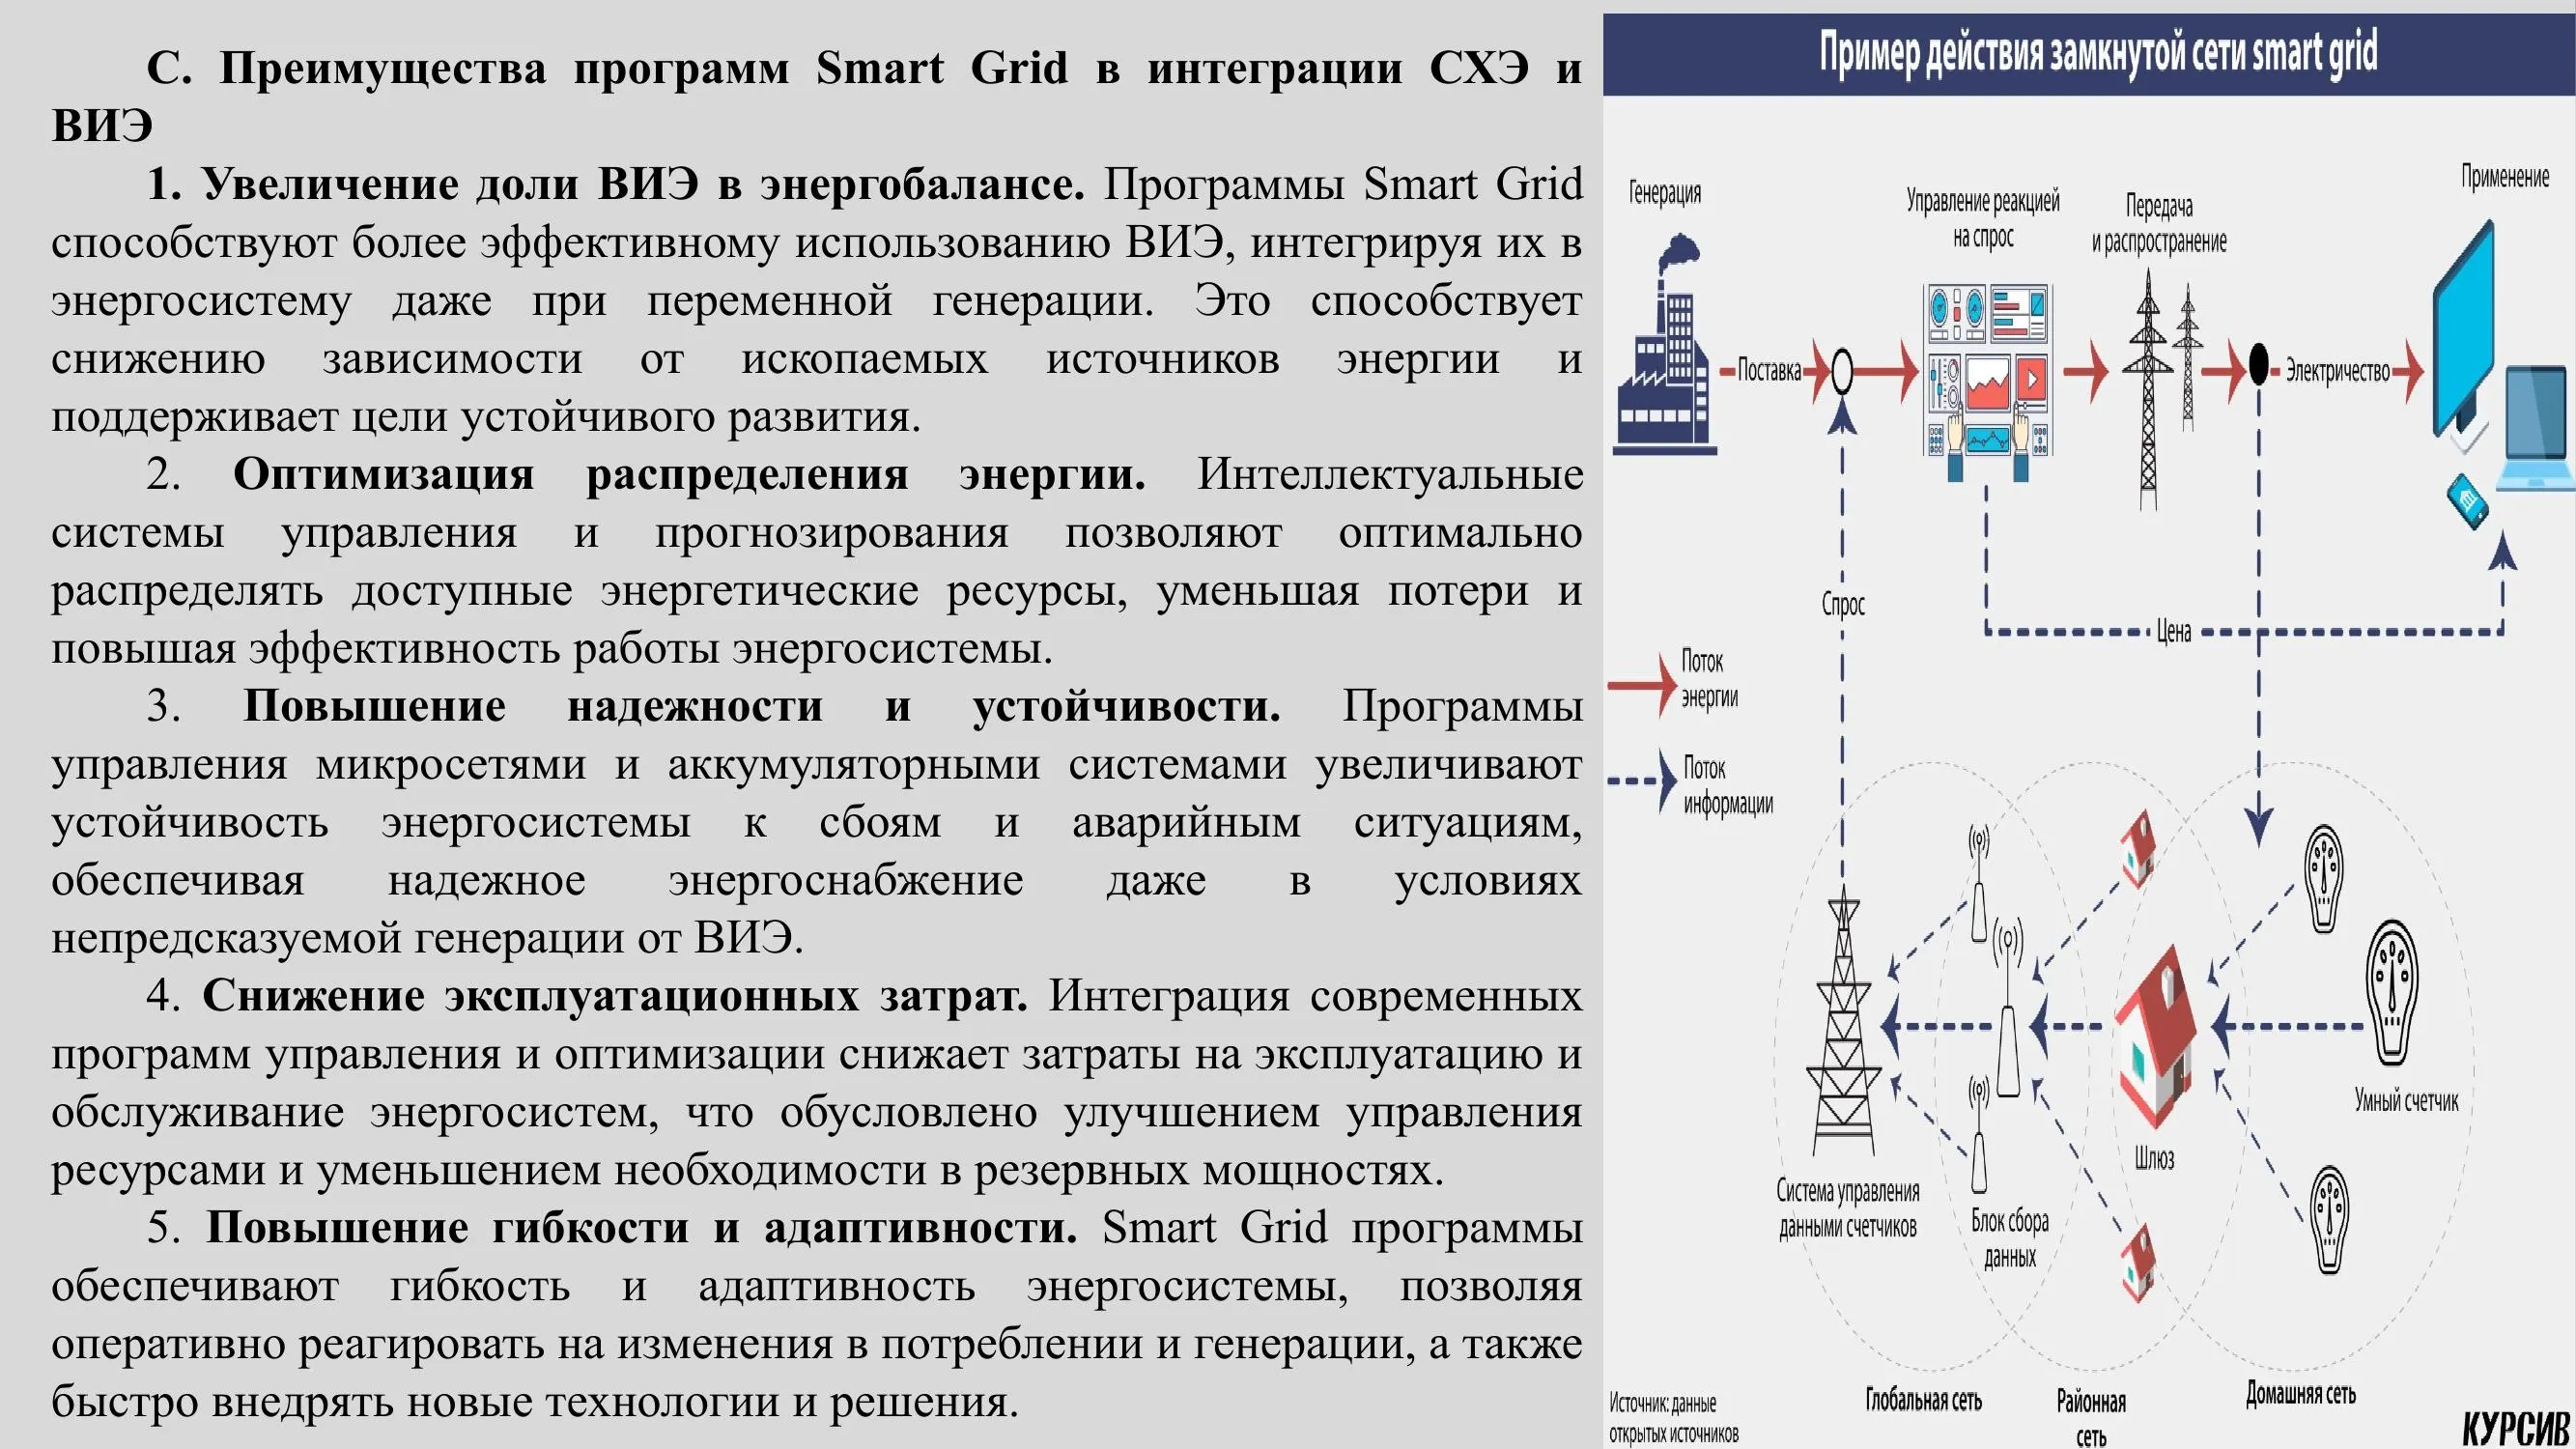 С. Преимущества программ Smart Grid в интеграции СХЭ и
ВИЭ
1. Увеличение доли ВИЭ в энергобалансе. Программы Smart Grid
способствуют более эффективному использованию ВИЭ, интегрируя их в
энергосистему даже при переменной генерации. Это способствует
снижению зависимости от ископаемых источников энергии и
поддерживает цели устойчивого развития.
2. Оптимизация распределения энергии. Интеллектуальные
системы управления и прогнозирования позволяют оптимально
распределять доступные энергетические ресурсы, уменьшая потери и
повышая эффективность работы энергосистемы.
3. Повышение надежности и устойчивости. Программы
управления микросетями и аккумуляторными системами увеличивают
устойчивость энергосистемы к сбоям и аварийным ситуациям,
обеспечивая надежное энергоснабжение даже в условиях
непредсказуемой генерации от ВИЭ.
4. Снижение эксплуатационных затрат. Интеграция современных
программ управления и оптимизации снижает затраты на эксплуатацию и
обслуживание энергосистем, что обусловлено улучшением управления
ресурсами и уменьшением необходимости в резервных мощностях.
5. Повышение гибкости и адаптивности. Smart Grid программы
обеспечивают гибкость и адаптивность энергосистемы, позволяя
оперативно реагировать на изменения в потреблении и генерации, а также
быстро внедрять новые технологии и решения.
Пример действия замкнутой сети smart grid
Генерация
Управление реакцией
на спрос
Передача
и распространение
Применение
Поставка
Электричество
Спрос
Цена
Поток
энергии
Поток
информации
Умный счетчик
Шлюз
Система управления
данными счетчиков
Блок сбора
данных
Глобальная сеть
Районная
сеть
Домашняя сеть
Источник: данные
открытых источников
КУРСИВ